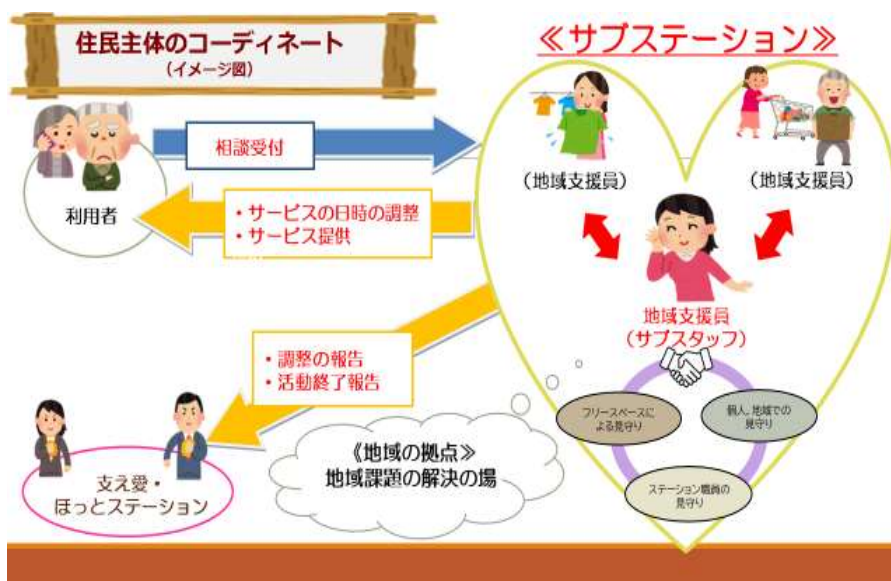 住民主体のコーディネート
(イメージ図)
≪サブステーション≫
相談受付
利用者
・サービスの日時の調整
・サービス提供
(地域支援員)
(地域支援員)
地域支援員
(サブスタッフ)
・調整の報告
・活動終了報告
フリースペースに
よる見守り
個人,地域での
見守り
ステーション職員の
見守り
《地域の拠点≫
地域課題の解決の場
支え愛・
ほっとステーション